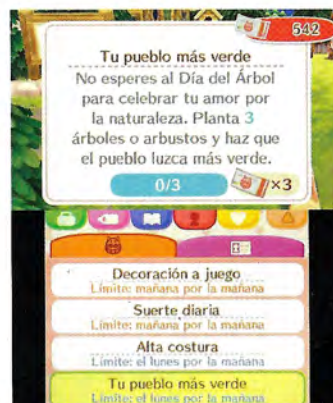 542
Tu pueblo más verde
No esperes al Día del Árbol
para celebrar tu amor por
la naturaleza. Planta 3
árboles o arbustos y haz que
el pueblo luzca más verde.
0/3
×3
Decoración a juego
Límite: mañana por la mañana
Suerte diaria
Límite: mañana por la mañana
Alta costura
Límite: el lunes por la mañana
Tu pueblo más verde
Límite: el lunes por la mañana